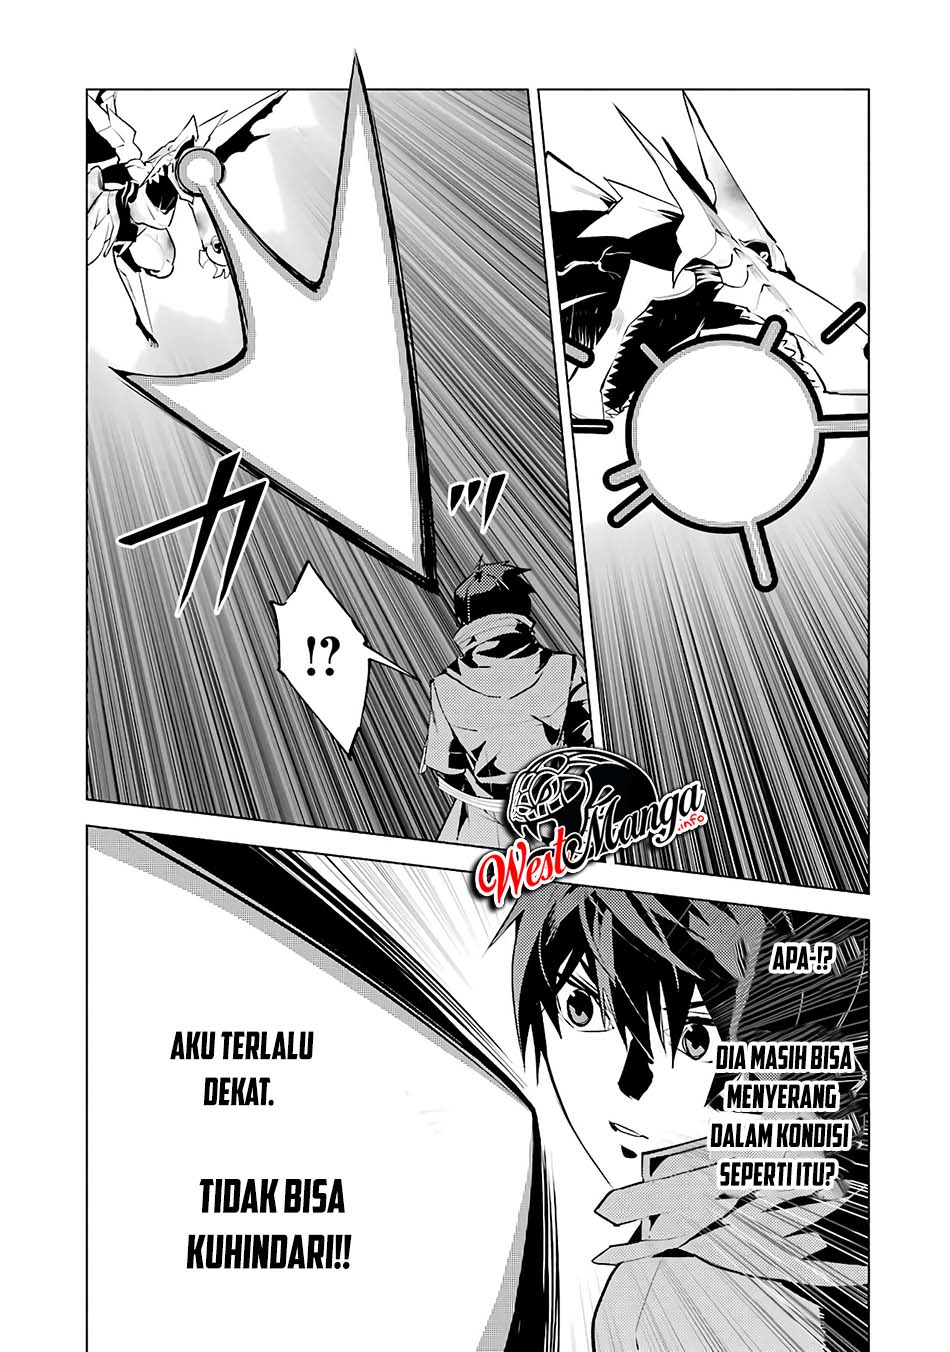 カッ
!?
WestManga
.info
APA-!?
DIA MASIH BISA
MENYERANG
DALAM KONDISI
SEPERTI ITU?
AKU TERLALU
DEKAT.
TIDAK BISA
KUHINDARI!!